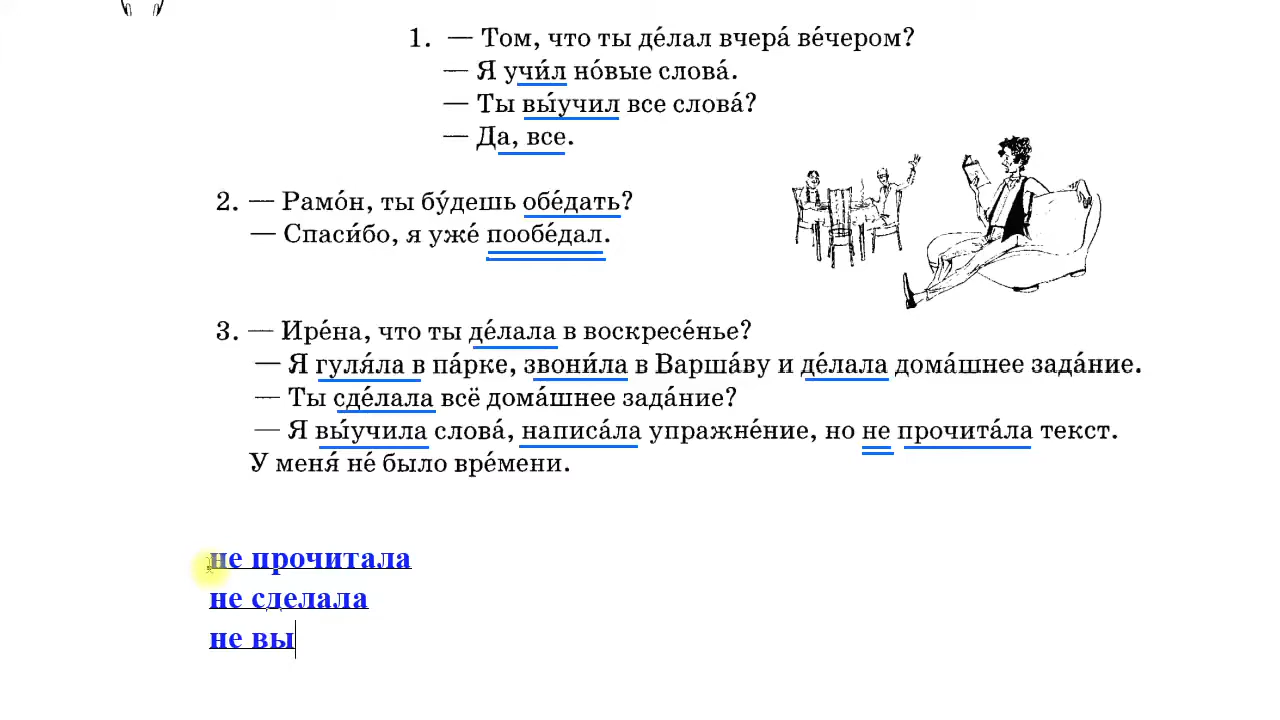 1. — Том, что ты де́лал вчера́ ве́чером?
— Я учи́л но́вые слова́.
— Ты вы́учил все слова́?
— Да, все.
2. — Рамо́н, ты бу́дешь обе́дать?
— Спаси́бо, я уже́ пообе́дал.
3. — Ире́на, что ты де́лала в воскресе́нье?
— Я гуля́ла в па́рке, звони́ла в Варша́ву и де́лала дома́шнее зада́ние.
— Ты сде́лала всё дома́шнее зада́ние?
— Я вы́учила слова́, написа́ла упражне́ние, но не прочита́ла текст.
У меня́ не́ было вре́мени.
не прочитала
не сделала
не вы